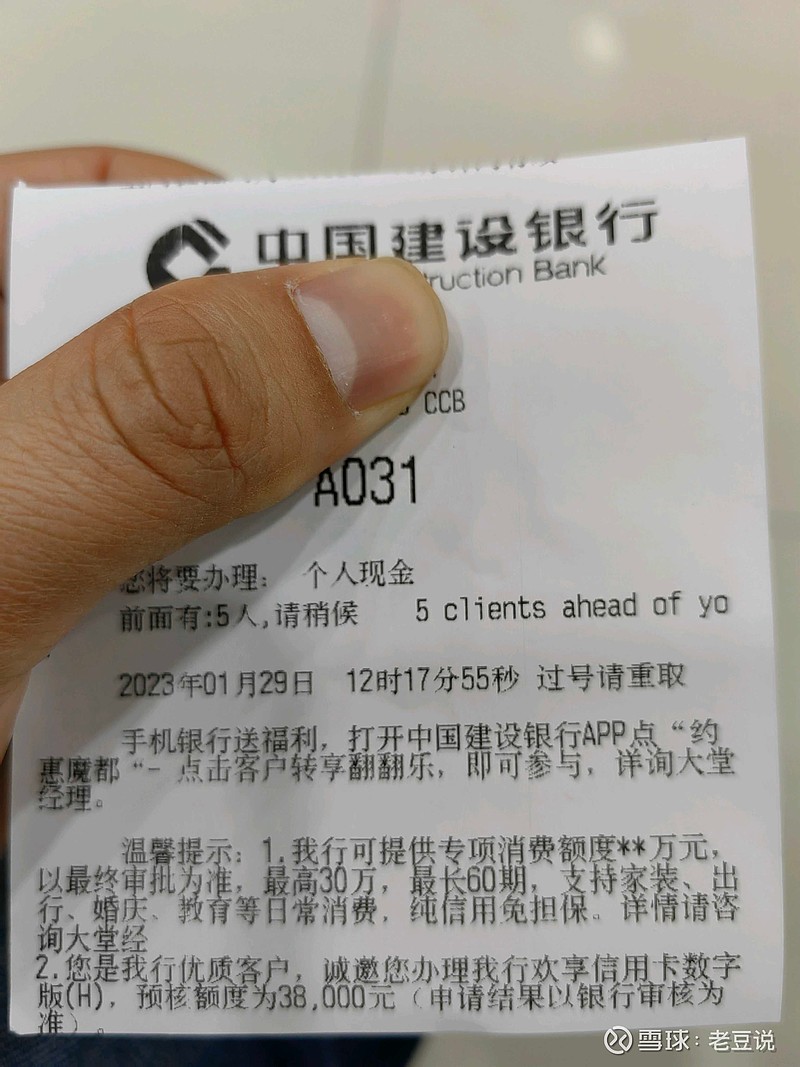 中国建设银行
ruction Bank
CCB
A031
您将要办理： 个人现金
前面有:5人,请稍候 5 clients ahead of yo
2023年01月29日 12时17分55秒 过号请重取
手机银行送福利，打开中国建设银行APP点“约
惠魔都“- 点击客户转享翻翻乐，即可参与，详询大堂
经理。
温馨提示：1.我行可提供专项消费额度**万元，
以最终审批为准，最高30万，最长60期，支持家装、出
行、婚庆、教育等日常消费，纯信用免担保。详情请咨
询大堂经
2.您是我行优质客户，诚邀您办理我行欢享信用卡数字
版(H)，预核额度为38,000元（申请结果以银行审核为
准）。
雪球：老豆说